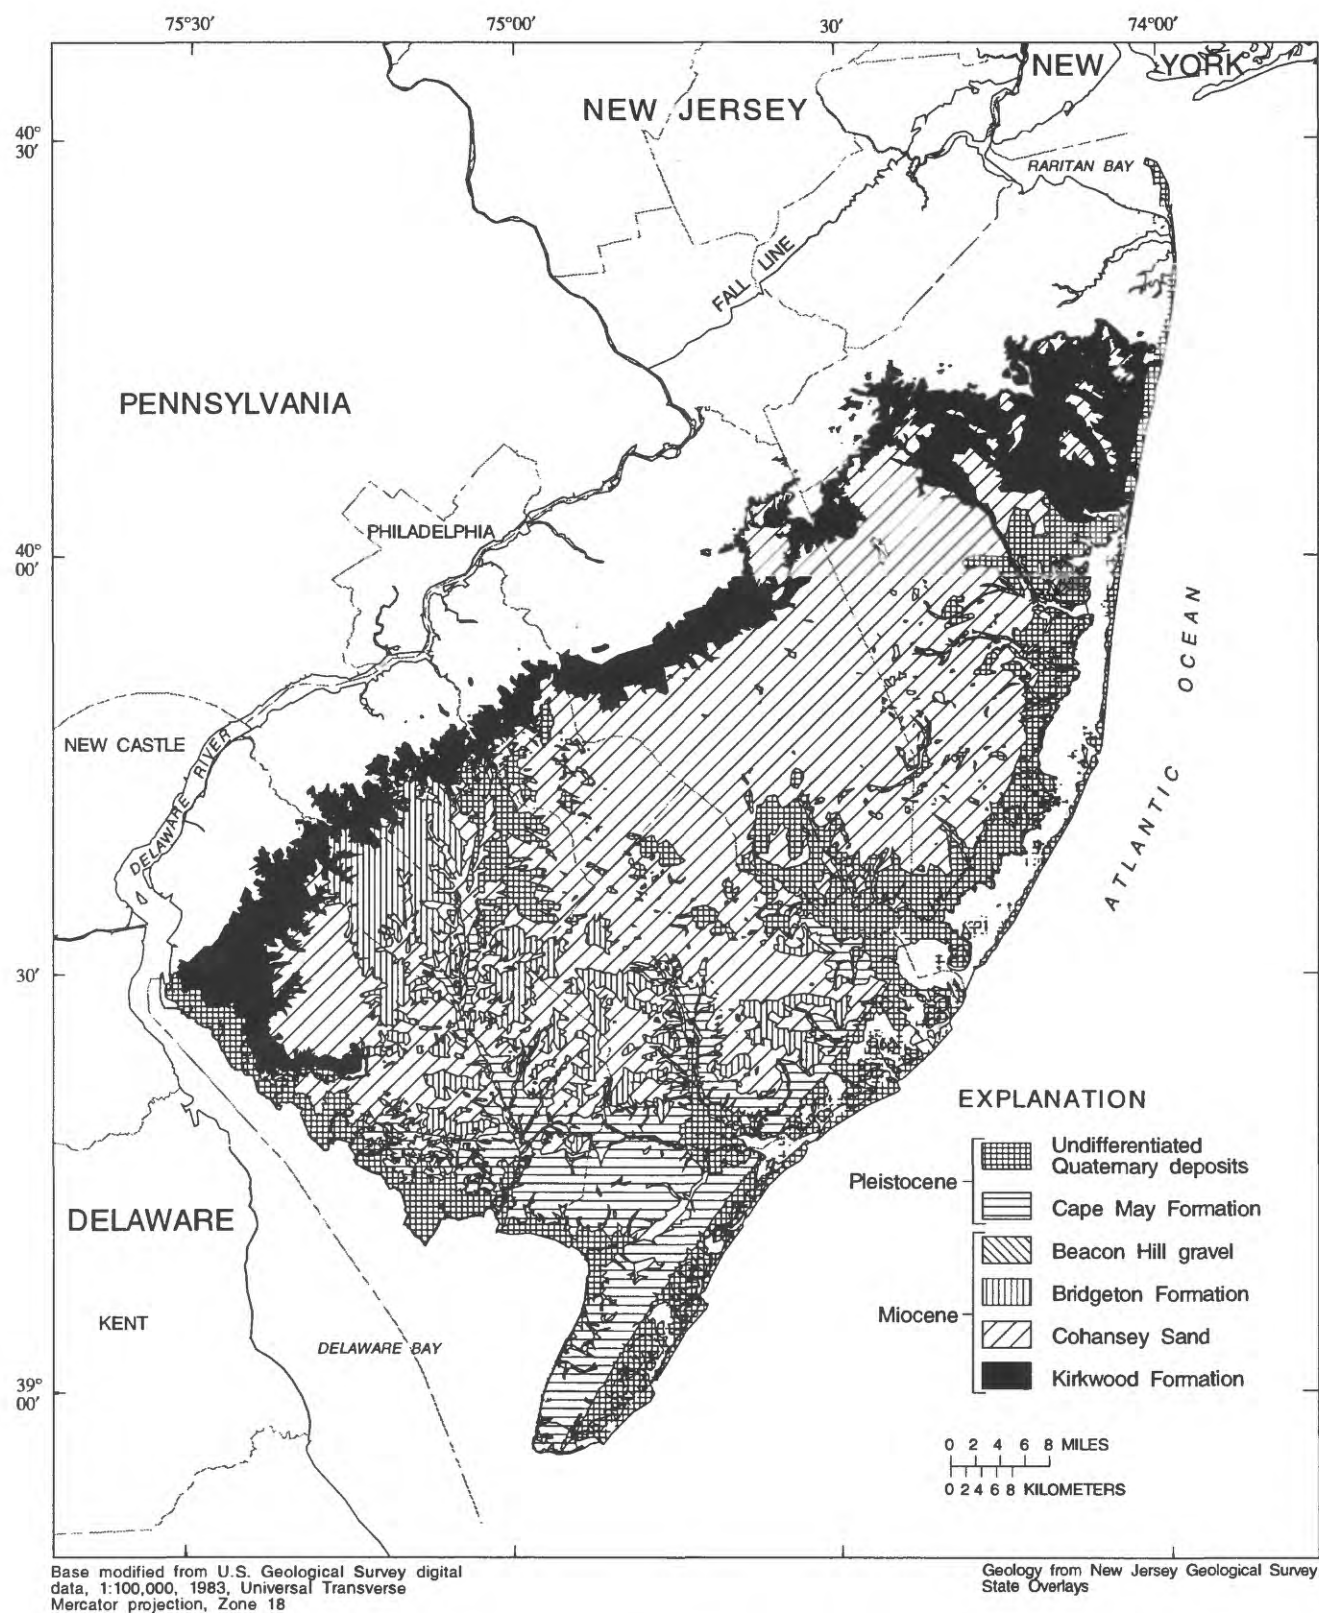 75°30'
75°00'
30'
74°00'
NEW YORK
NEW JERSEY
40°
30'
RARITAN BAY
FALL LINE
PENNSYLVANIA
PHILADELPHIA
40°
00'
ATLANTIC OCEAN
NEW CASTLE
DELAWARE RIVER
30'
EXPLANATION
Pleistocene
Undifferentiated
Quaternary deposits
Cape May Formation
Miocene
Beacon Hill gravel
Bridgeton Formation
Cohansey Sand
Kirkwood Formation
DELAWARE
KENT
DELAWARE BAY
39°
00'
0 2 4 6 8 MILES
0 2 4 6 8 KILOMETERS
Base modified from U.S. Geological Survey digital
data, 1:100,000, 1983, Universal Transverse
Mercator projection, Zone 18
Geology from New Jersey Geological Survey
State Overlays